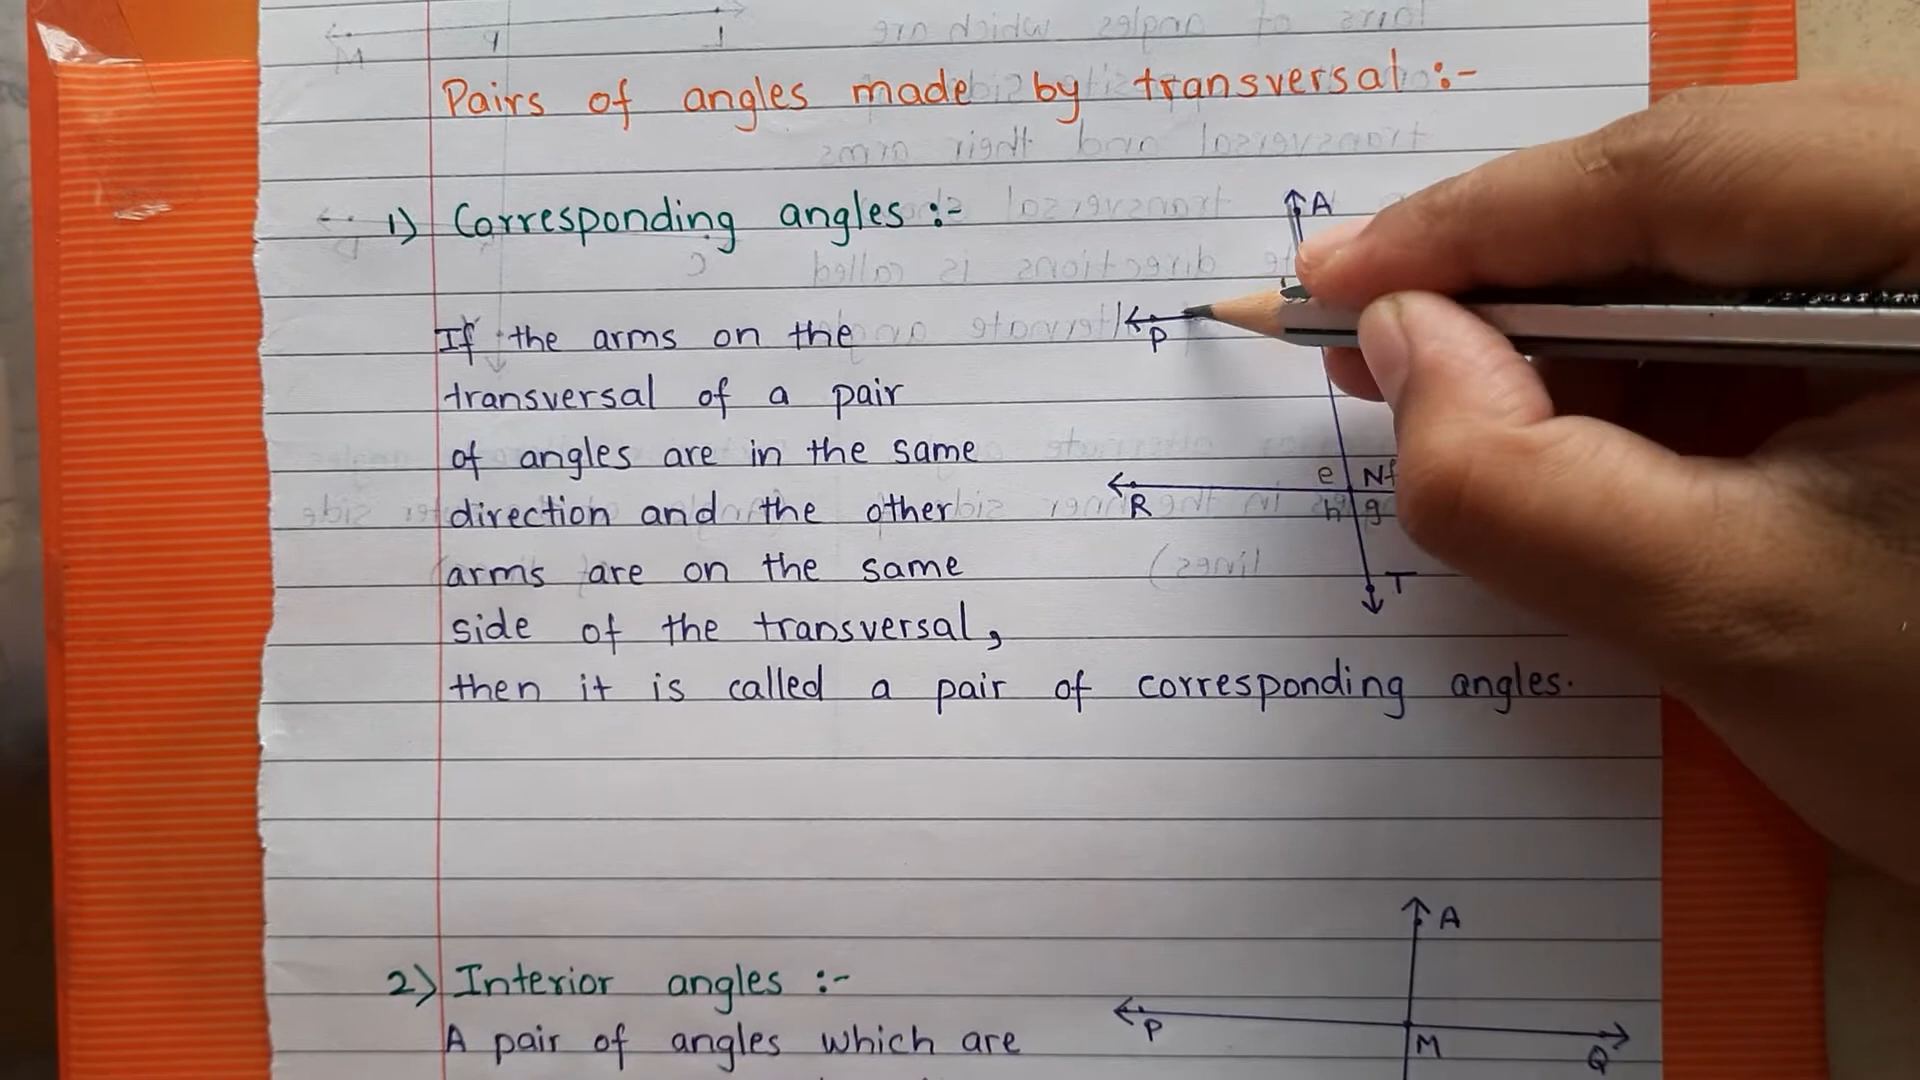 Pairs of angles made by transversal :-
1) Corresponding angles :-
A
If the arms on the
P
transversal of a pair
of angles are in the same
e N f
R
direction and the other
h g
arms are on the same
T
side of the transversal,
then it is called a pair of corresponding angles.
A
2) Interior angles :-
P
M
Q
A pair of angles which are